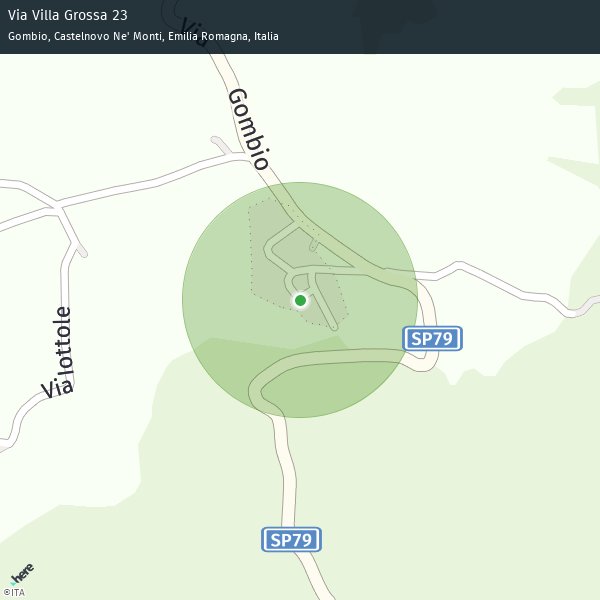 Via Villa Grossa 23
Gombio, Castelnovo Ne' Monti, Emilia Romagna, Italia
Via
Gombio
Via Iottole
SP79
SP79
here
©ITA